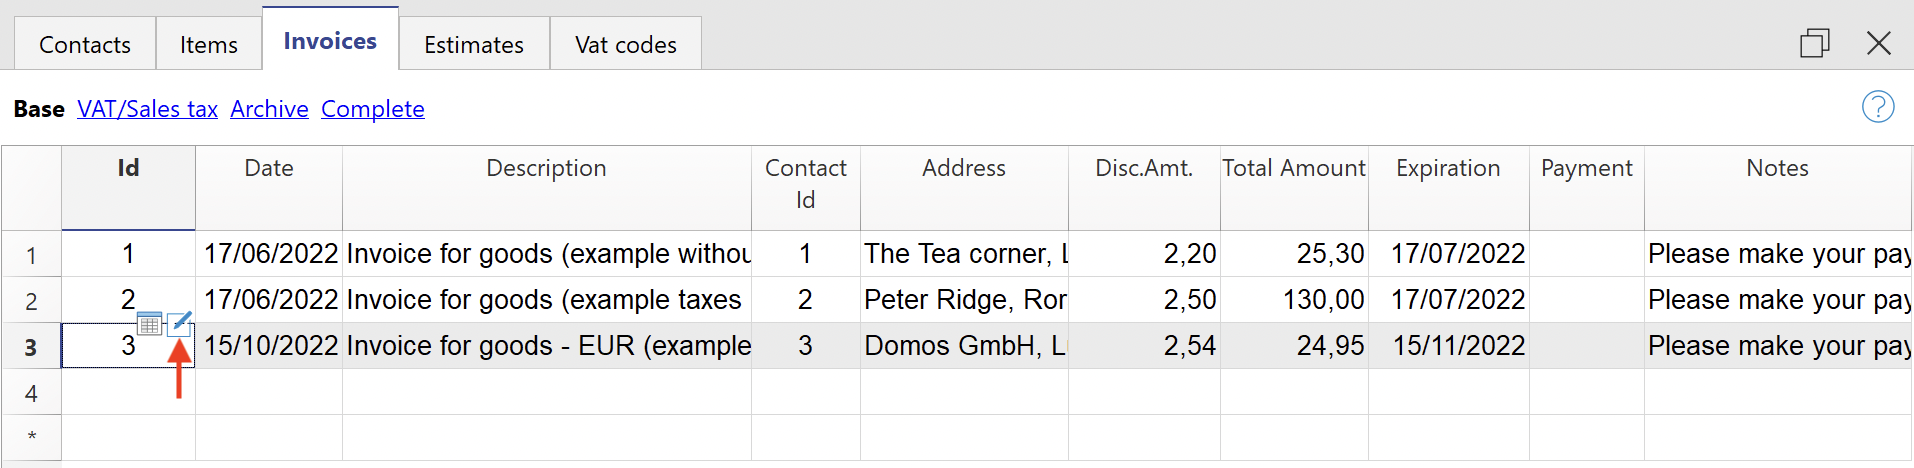 Contacts Items Invoices Estimates Vat codes
Base VAT/Sales tax Archive Complete ?
Id Date Description Contact Id Address Disc.Amt. Total Amount Expiration Payment Notes
1 1 17/06/2022 Invoice for goods (example withou 1 The Tea corner, L 2,20 25,30 17/07/2022 Please make your pay
2 2 17/06/2022 Invoice for goods (example taxes 2 Peter Ridge, Ror 2,50 130,00 17/07/2022 Please make your pay
3 3 15/10/2022 Invoice for goods - EUR (example 3 Domos GmbH, L 2,54 24,95 15/11/2022 Please make your pay
4
*